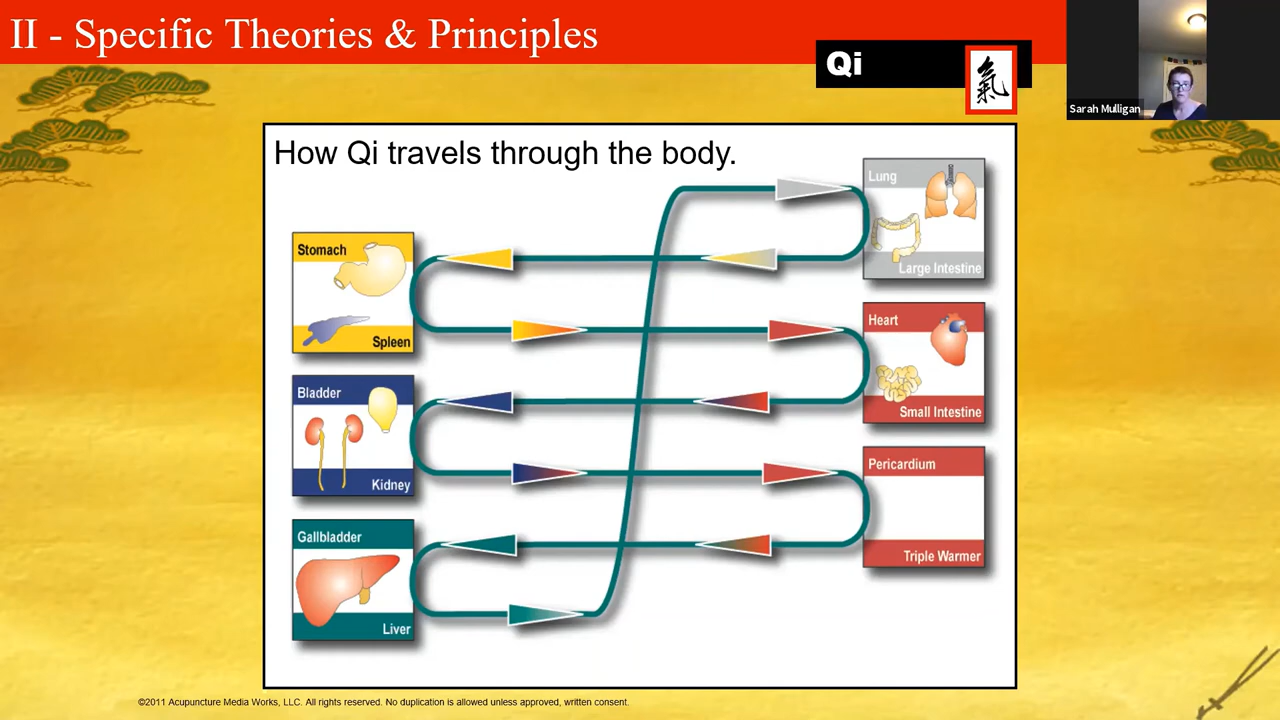 II - Specific Theories & Principles
Qi
氣
Sarah Mulligan
How Qi travels through the body.
Lung
Large Intestine
Stomach
Spleen
Heart
Small Intestine
Bladder
Kidney
Pericardium
Triple Warmer
Gallbladder
Liver
©2011 Acupuncture Media Works, LLC. All rights reserved. No duplication is allowed unless approved, written consent.